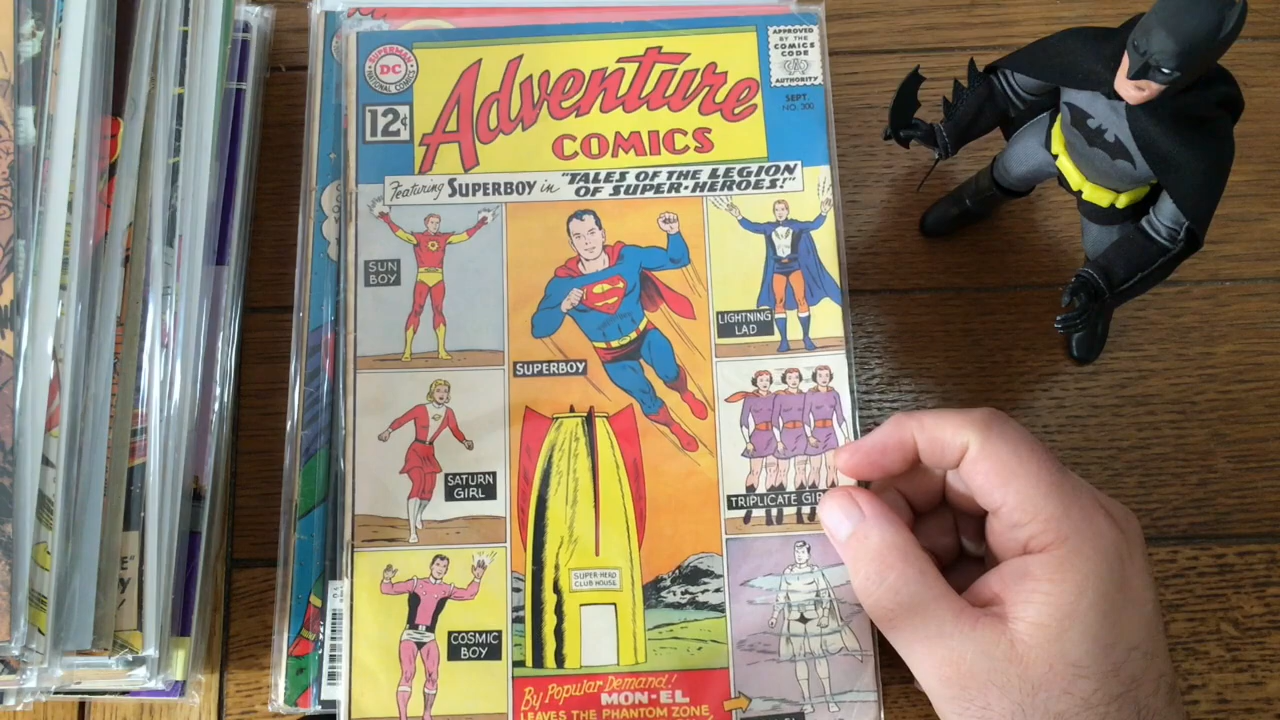 SUPERMAN
DC
NATIONAL COMICS
12¢
Adventure
COMICS
APPROVED
BY THE
COMICS
CODE
AUTHORITY
SEPT.
NO. 300
Featuring SUPERBOY in "TALES OF THE LEGION
OF SUPER-HEROES!"
SUN
BOY
SUPERBOY
LIGHTNING
LAD
SATURN
GIRL
TRIPLICATE GIR
SUPER-HERO
CLUB HOUSE
COSMIC
BOY
By Popular Demand!
MON-EL
LEAVES THE PHANTOM ZONE,